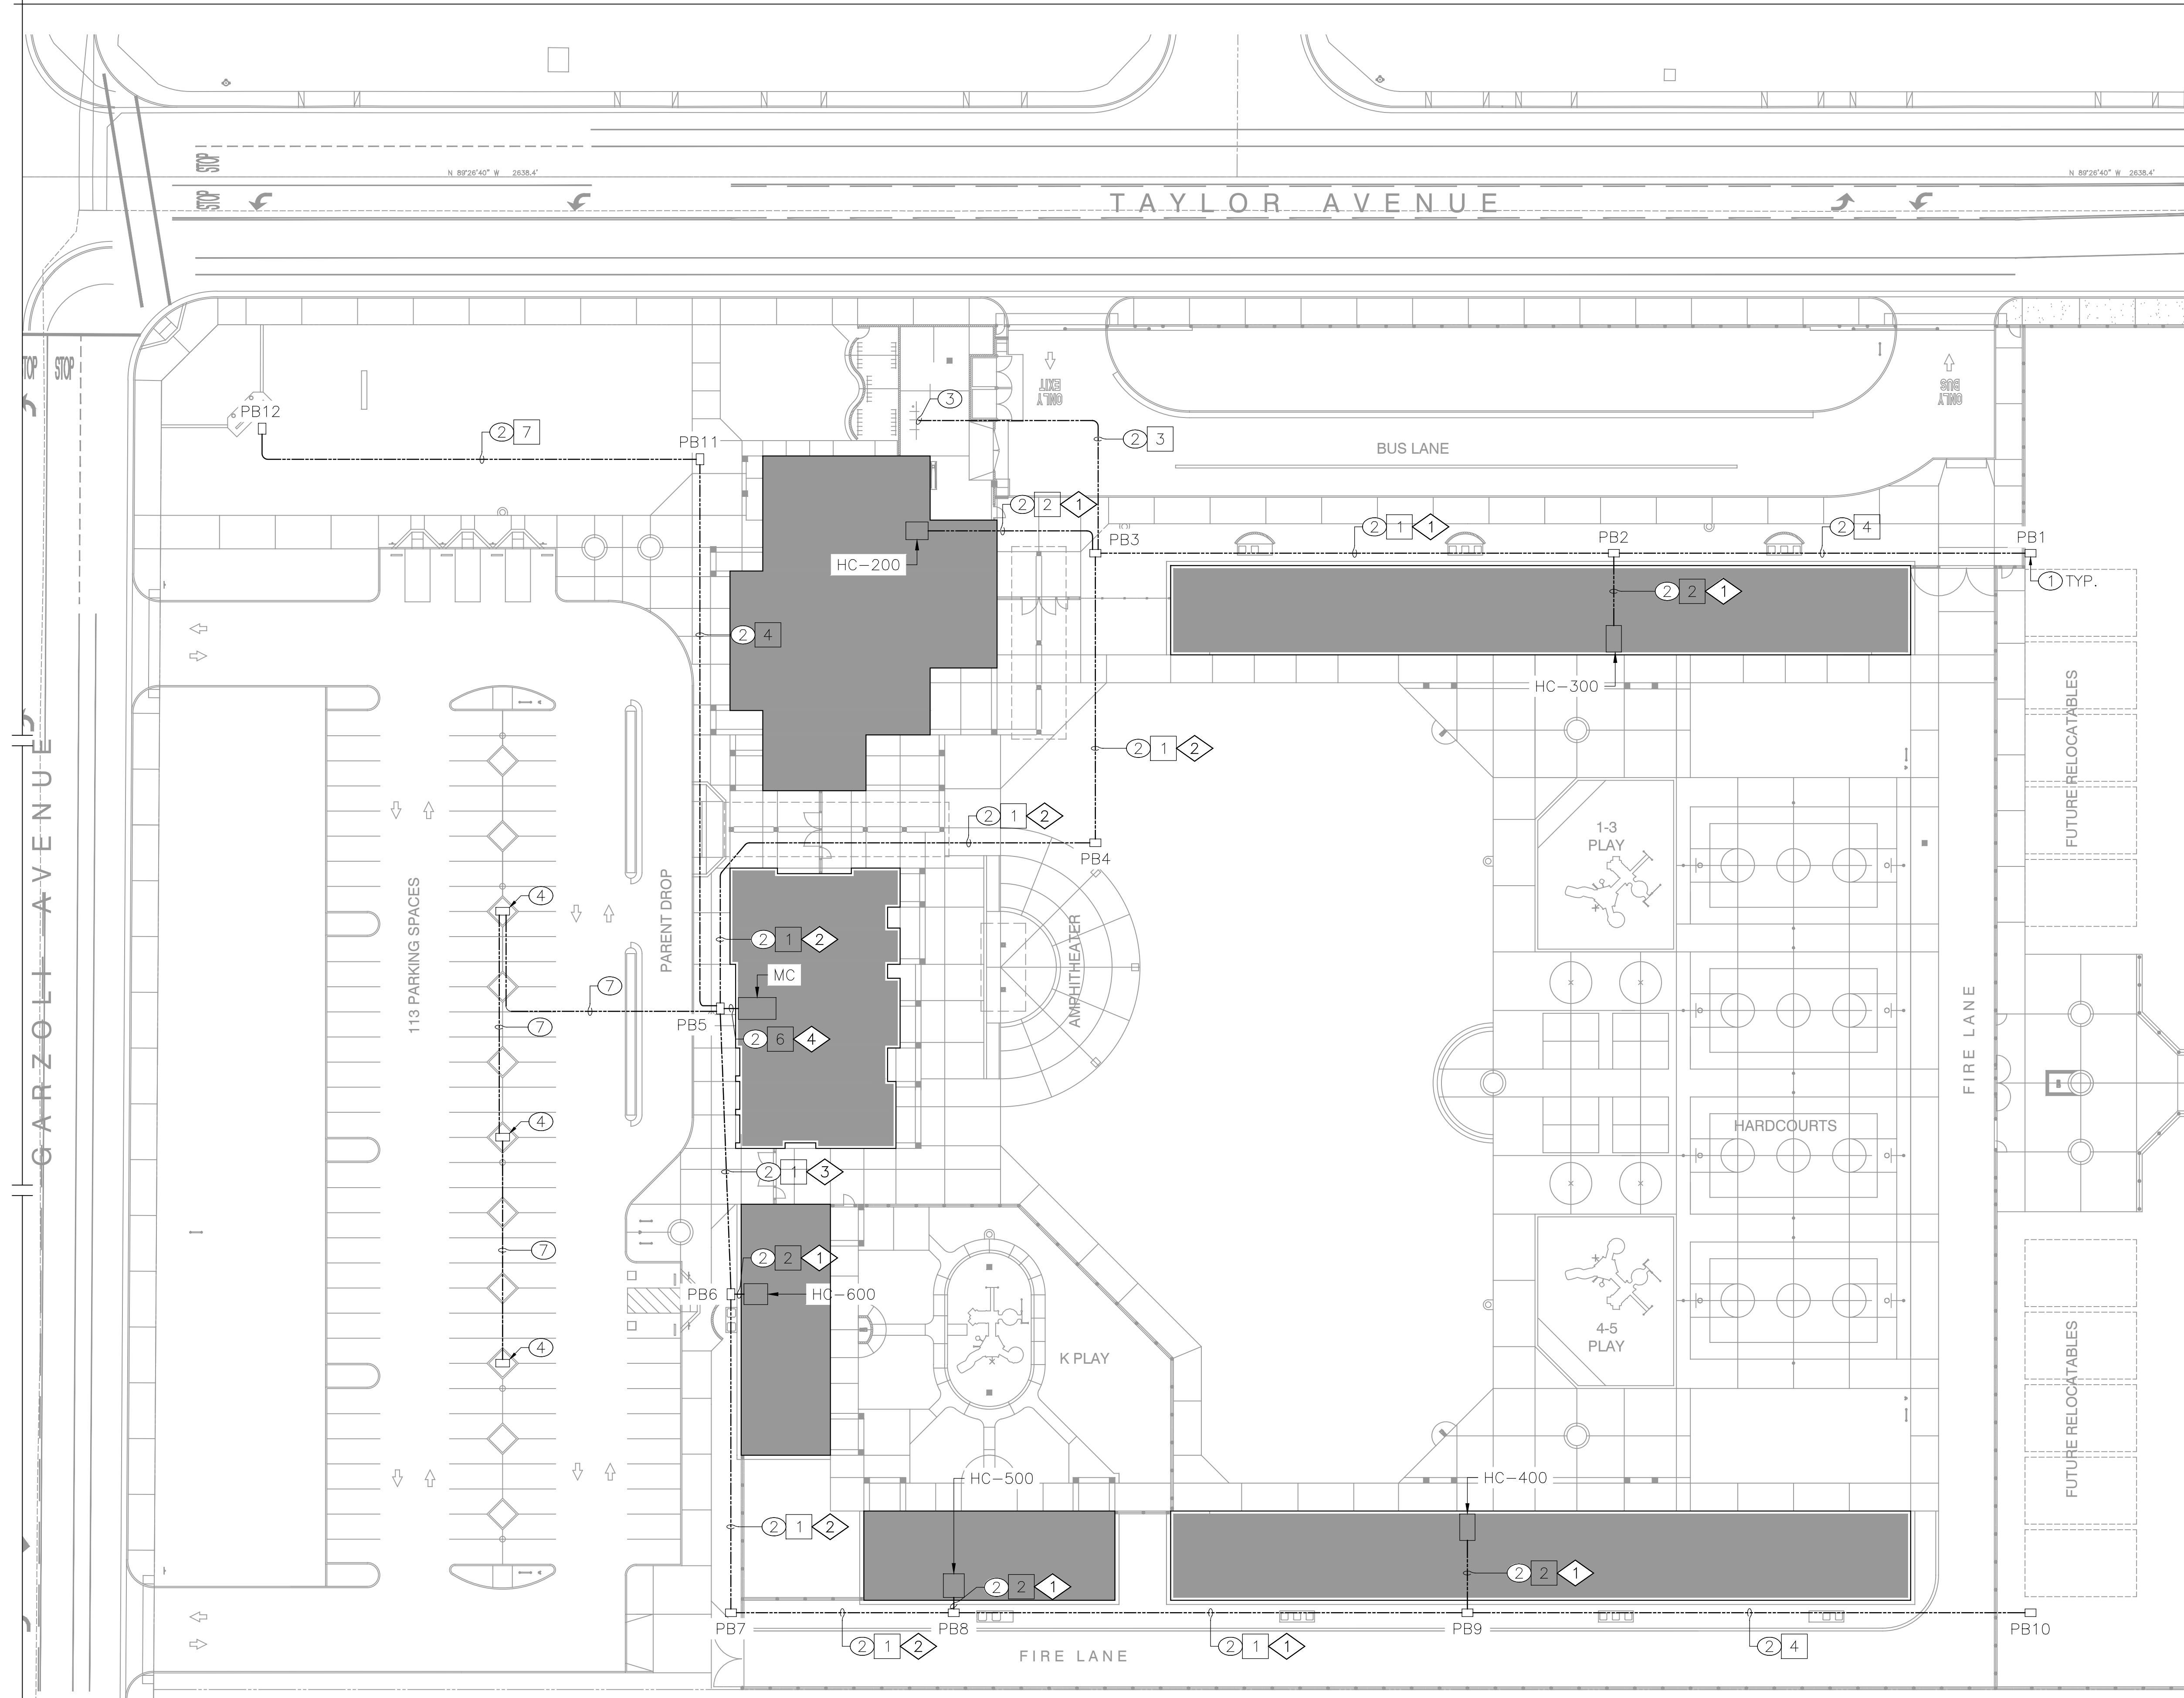 STOP
N 89°26'40" W 2638.4'
N 89°26'40" W 2638.4'
STOP
TAYLOR AVENUE
STOP
EXIT
ONLY
BUS
ONLY
3
PB12
2 7
PB11
2 3
BUS LANE
2 2 1
2 1 1
2 4
PB3
PB2
PB1
HC-200
1 TYP.
2 2 1
2 4
HC-300
FUTURE RELOCATABLES
2 1 2
GARZOLI AVENUE
2 1 2
1-3
PLAY
PB4
113 PARKING SPACES
4
PARENT DROP
2 1 2
AMPHITHEATER
MC
7
7
PB5
2 6 4
FIRE LANE
4
HARDCOURTS
2 1 3
7
2 2 1
PB6
HC-600
4
K PLAY
4-5
PLAY
FUTURE RELOCATABLES
HC-500
HC-400
2 1 2
2 2 1
2 2 1
PB7
PB8
PB9
PB10
2 1 2
2 1 1
2 4
FIRE LANE